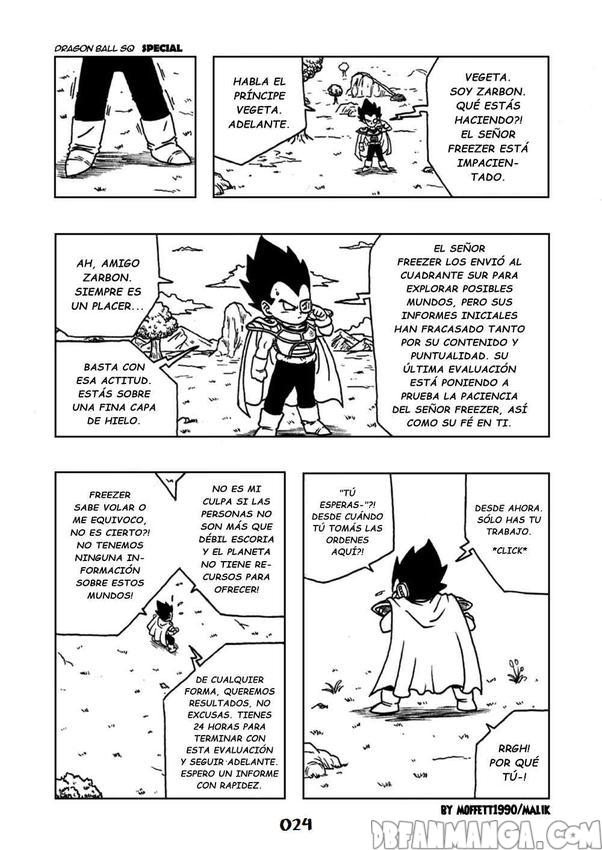 DRAGON BALL SQ SPECIAL
HABLA EL
PRÍNCIPE
VEGETA.
ADELANTE.
VEGETA.
SOY ZARBON.
QUÉ ESTÁS
HACIENDO?!
EL SEÑOR
FREEZER ESTÁ
IMPACIEN-
TADO.
AH, AMIGO
ZARBON.
SIEMPRE ES
UN PLACER...
BASTA CON
ESA ACTITUD.
ESTÁS SOBRE
UNA FINA CAPA
DE HIELO.
EL SEÑOR
FREEZER LOS ENVIÓ AL
CUADRANTE SUR PARA
EXPLORAR POSIBLES
MUNDOS, PERO SUS
INFORMES INICIALES
HAN FRACASADO TANTO
POR SU CONTENIDO Y
PUNTUALIDAD. SU
ÚLTIMA EVALUACIÓN
ESTÁ PONIENDO A
PRUEBA LA PACIENCIA
DEL SEÑOR FREEZER, ASÍ
COMO SU FÉ EN TI.
FREEZER
SABE VOLAR O
ME EQUIVOCO,
NO ES CIERTO?!
NO TENEMOS
NINGUNA IN-
FORMACIÓN
SOBRE ESTOS
MUNDOS!
NO ES MI
CULPA SI LAS
PERSONAS NO
SON MÁS QUE
DÉBIL ESCORIA
Y EL PLANETA
NO TIENE RE-
CURSOS PARA
OFRECER!
DE CUALQUIER
FORMA, QUEREMOS
RESULTADOS, NO
EXCUSAS. TIENES
24 HORAS PARA
TERMINAR CON
ESTA EVALUACIÓN
Y SEGUIR ADELANTE.
ESPERO UN INFORME
CON RAPIDEZ.
"TÚ
ESPERAS-"?!
DESDE CUÁNDO
TÚ TOMAS LAS
ORDENES
AQUÍ?!
DESDE AHORA.
SÓLO HAS TU
TRABAJO.
*CLICK*
RRGH!
POR QUÉ
TÚ-!
BY MOFFETT1990/MALIK
024
DBFANMANGA.COM